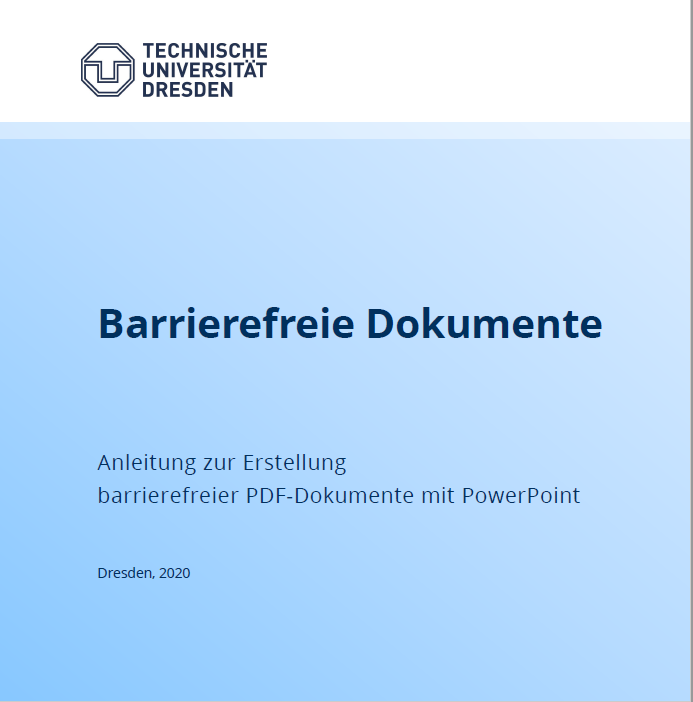 TECHNISCHE
UNIVERSITÄT
DRESDEN
Barrierefreie Dokumente
Anleitung zur Erstellung
barrierefreier PDF-Dokumente mit PowerPoint
Dresden, 2020